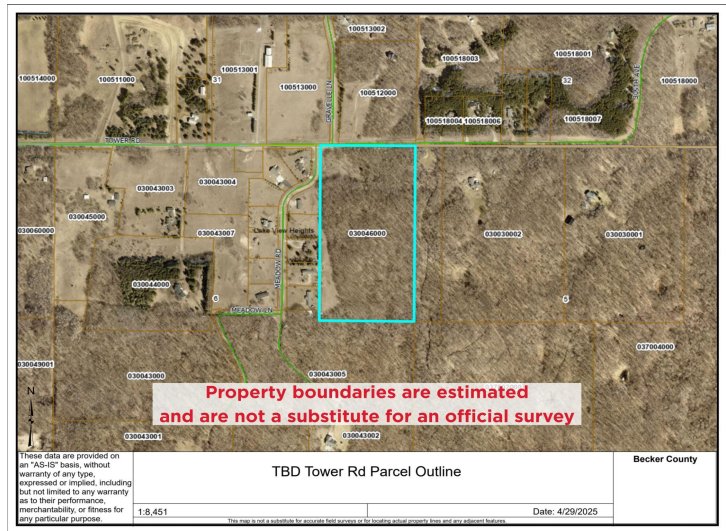 100513002
100518003
100518001
100514000
100511000
31
100513001
32
100518000
100513000
100512000
GRAVELLE LN
305TH AVE
100518004
100518006
100518007
TOWER RD
030043003
030043004
030045000
030060000
030043007
Lake View Heights
030046000
030030002
030030001
MEADOW RD
030044000
6
5
MEADOW LN
037004000
030049001
030043000
030043005
N
Property boundaries are estimated
and are not a substitute for an official survey
030043001
030043002
These data are provided on
an "AS-IS" basis, without
warranty of any type,
expressed or implied, including
but not limited to any warranty
as to their performance,
merchantability, or fitness for
any particular purpose.
TBD Tower Rd Parcel Outline
Becker County
1:8,451
Date: 4/29/2025
This map is not a substitute for accurate field surveys or for locating actual property lines and any adjacent features.